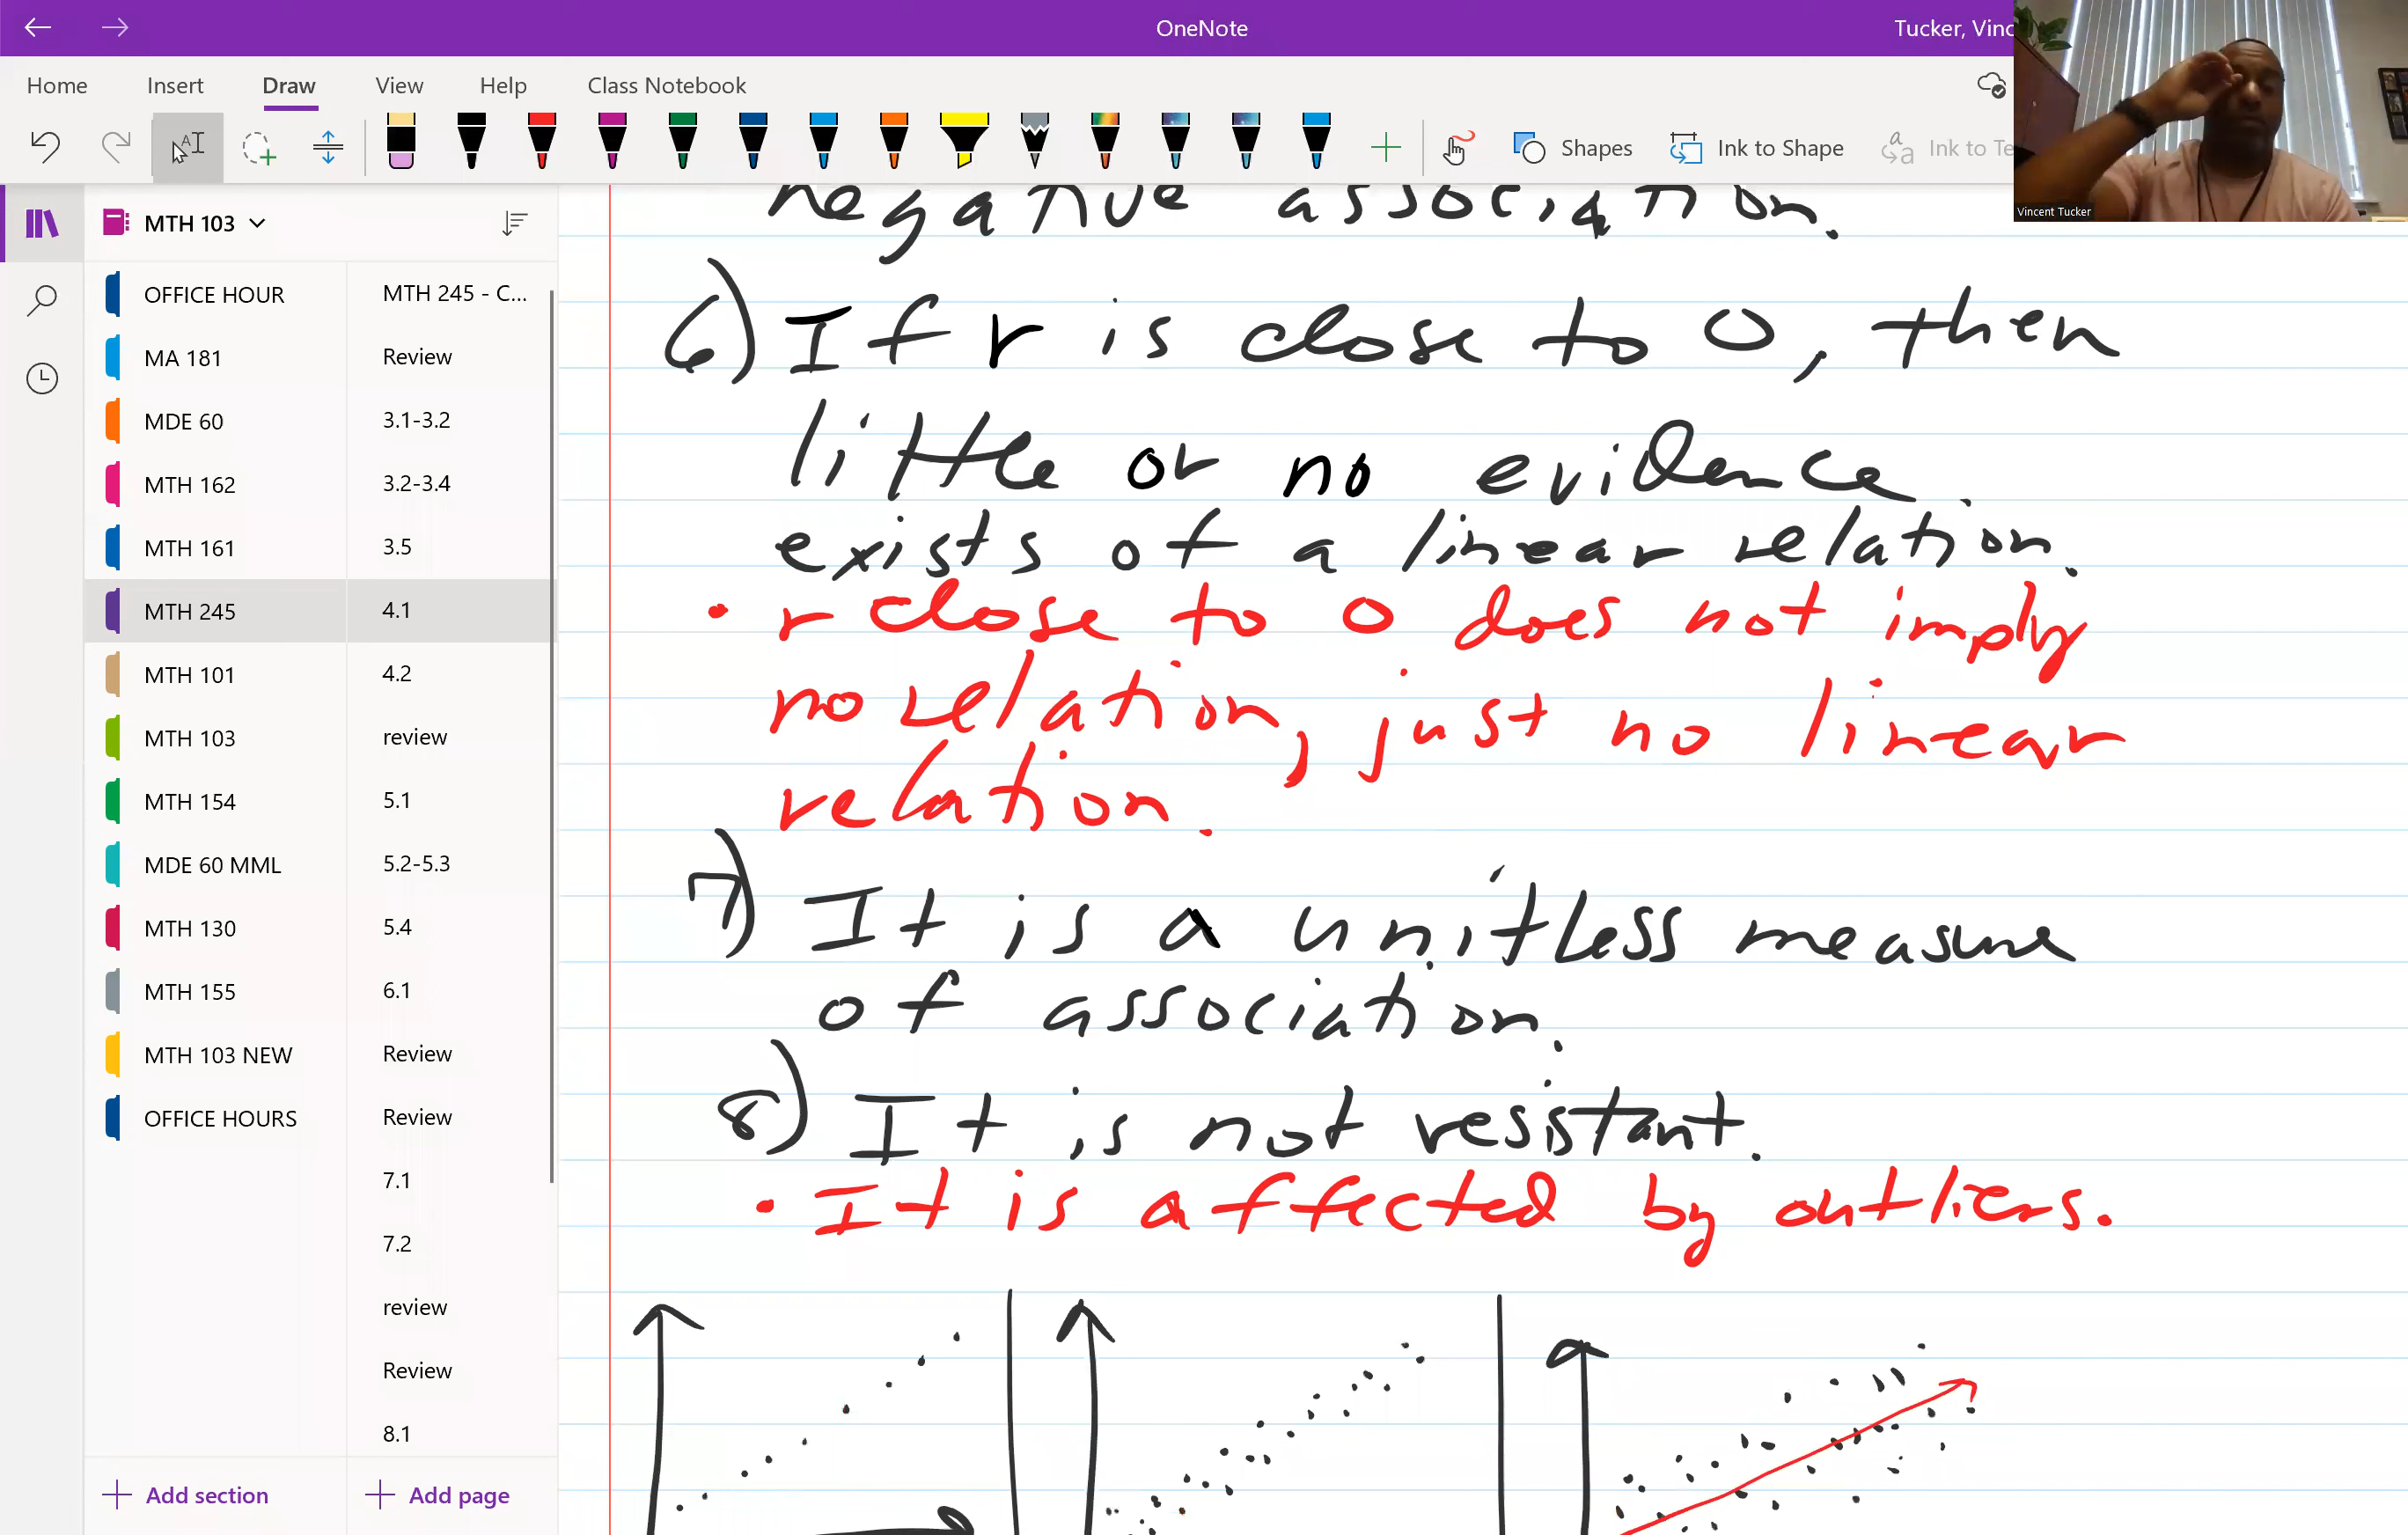 OneNote
Tucker, Vinc
Home Insert Draw View Help Class Notebook
Shapes Ink to Shape Ink to Te
Vincent Tucker
MTH 103
OFFICE HOUR
MA 181
MDE 60
MTH 162
MTH 161
MTH 245
MTH 101
MTH 103
MTH 154
MDE 60 MML
MTH 130
MTH 155
MTH 103 NEW
OFFICE HOURS
Add section
MTH 245 - C...
Review
3.1-3.2
3.2-3.4
3.5
4.1
4.2
review
5.1
5.2-5.3
5.4
6.1
Review
Review
7.1
7.2
review
Review
8.1
Add page
negative association.
6) If r is close to 0, then
little or no evidence
exists of a linear relation.
• r close to 0 does not imply
no relation, just no linear
relation.
7) It is a unitless measure
of association.
8) It is not resistant.
• It is affected by outliers.